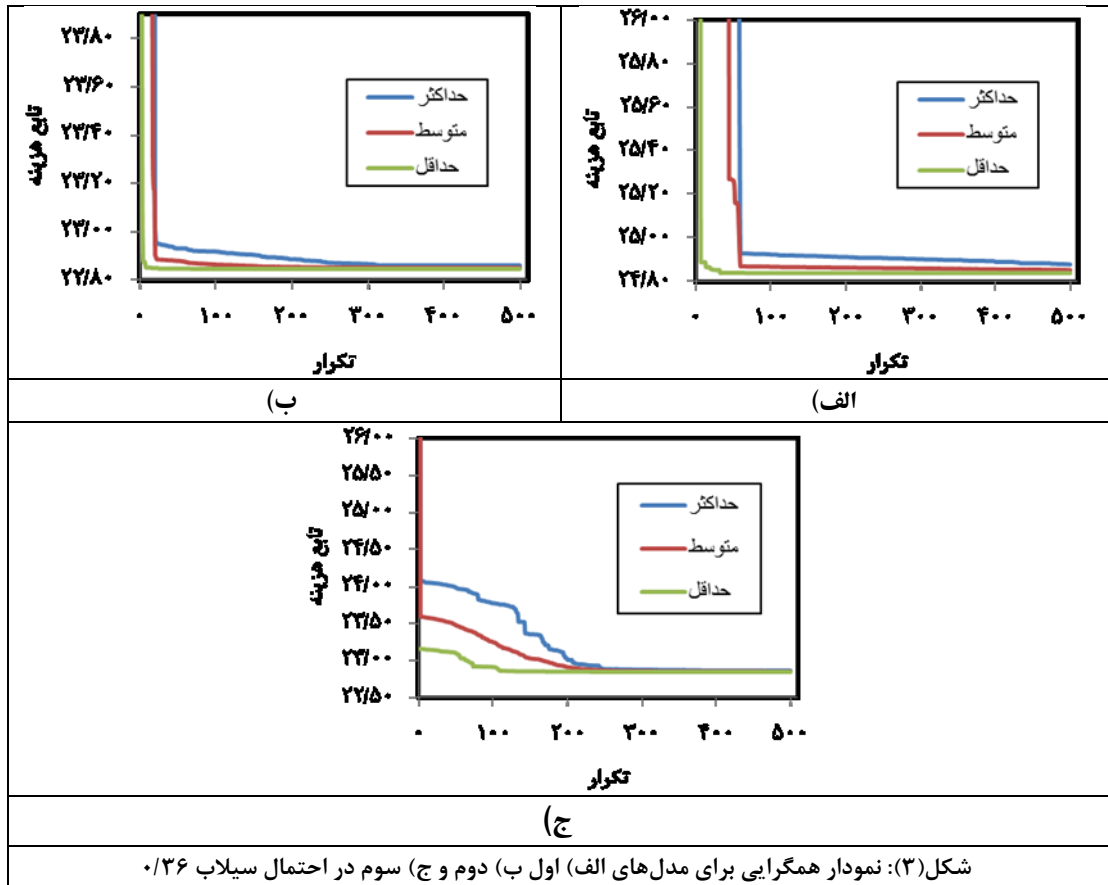 ۲۶/۰۰
۲۵/۸۰
۲۵/۶۰
۲۵/۴۰
۲۵/۲۰
۲۵/۰۰
۲۴/۸۰
تابع هزینه
حداکثر
متوسط
حداقل
۰ ۱۰۰ ۲۰۰ ۳۰۰ ۴۰۰ ۵۰۰
تکرار
الف)
۲۳/۸۰
۲۳/۶۰
۲۳/۴۰
۲۳/۲۰
۲۳/۰۰
۲۲/۸۰
تابع هزینه
حداکثر
متوسط
حداقل
۰ ۱۰۰ ۲۰۰ ۳۰۰ ۴۰۰ ۵۰۰
تکرار
ب)
۲۶/۰۰
۲۵/۵۰
۲۵/۰۰
۲۴/۵۰
۲۴/۰۰
۲۳/۵۰
۲۳/۰۰
۲۲/۵۰
تابع هزینه
حداکثر
متوسط
حداقل
۰ ۱۰۰ ۲۰۰ ۳۰۰ ۴۰۰ ۵۰۰
تکرار
ج)
شکل(۳): نمودار همگرایی برای مدل‌های الف) اول ب) دوم و ج) سوم در احتمال سیلاب ۰/۳۶